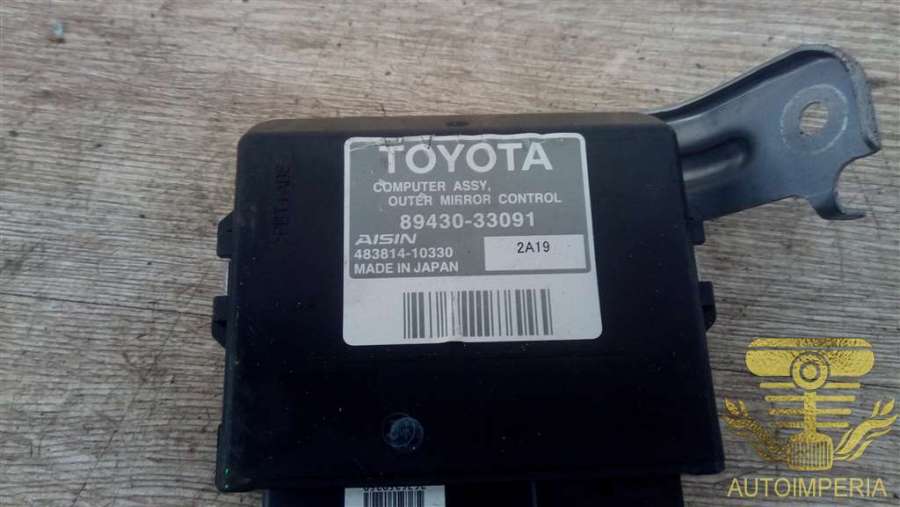 TOYOTA
COMPUTER ASSY,
OUTER MIRROR CONTROL
89430-33091
AISIN
483814-10330
2A19
MADE IN JAPAN
AUTOIMPERIA